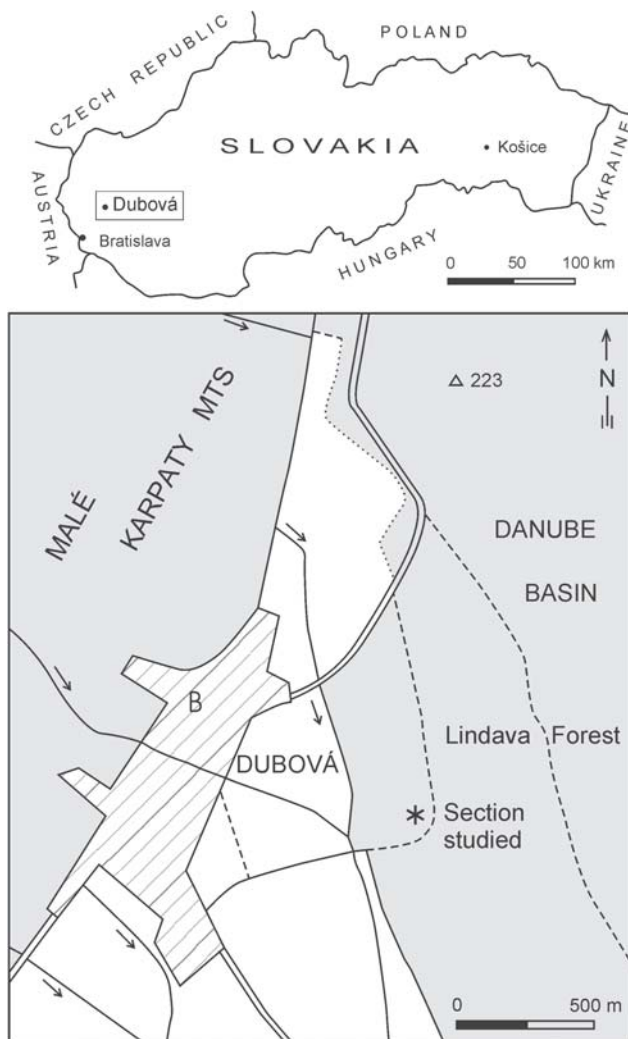 CZECH REPUBLIC
POLAND
SLOVAKIA
Košice
UKRAINE
AUSTRIA
Dubová
Bratislava
HUNGARY
0 50 100 km
MALÉ
KARPATY MTS
223
N
DANUBE
BASIN
B
Lindava Forest
DUBOVÁ
Section
studied
0 500 m